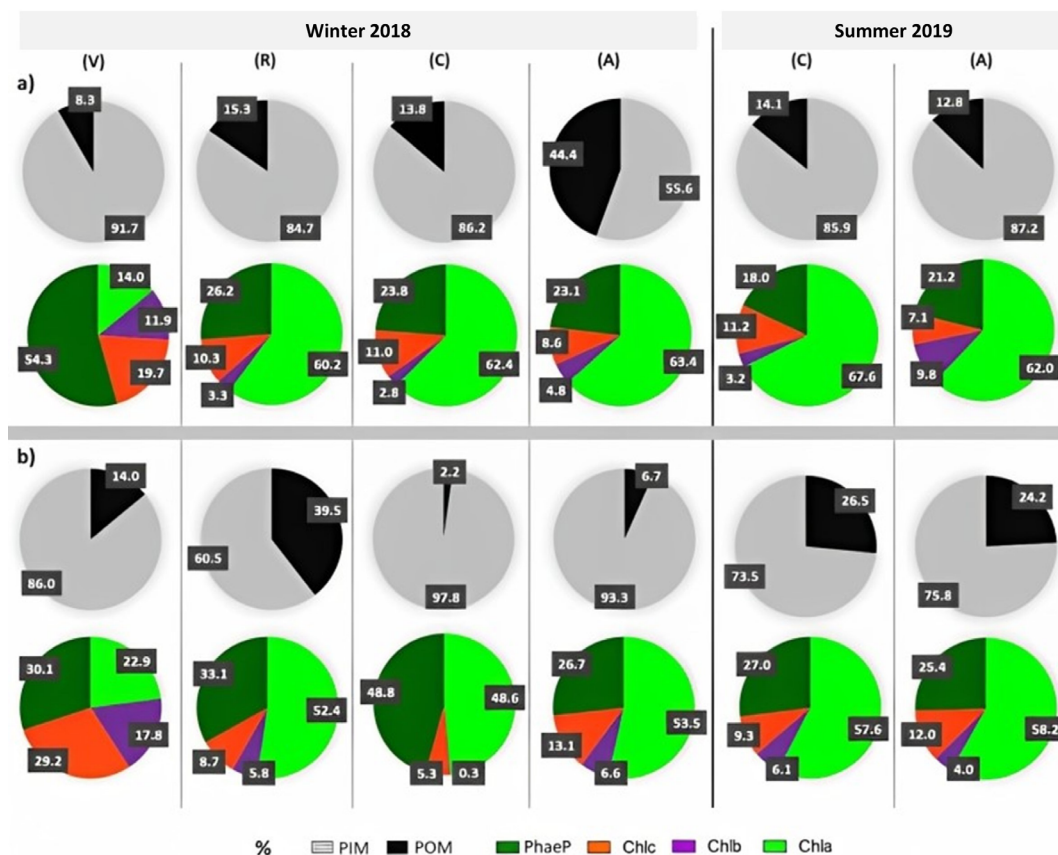 Winter 2018 Summer 2019
(V) (R) (C) (A) (C) (A)
a)
8.3 15.3 13.8 44.4 14.1 12.8
91.7 84.7 86.2 55.6 85.9 87.2
14.0 26.2 23.8 23.1 18.0 21.2
11.9 10.3 11.0 8.6 11.2 7.1
54.3 19.7 3.3 60.2 2.8 62.4 4.8 63.4 3.2 67.6 9.8 62.0
b)
14.0 39.5 2.2 6.7 26.5 24.2
86.0 60.5 97.8 93.3 73.5 75.8
30.1 22.9 33.1 52.4 48.8 48.6 26.7 53.5 27.0 57.6 25.4 58.2
29.2 17.8 8.7 5.8 5.3 0.3 13.1 6.6 9.3 6.1 12.0 4.0
% PIM POM PhaeP Chlc Chlb Chla